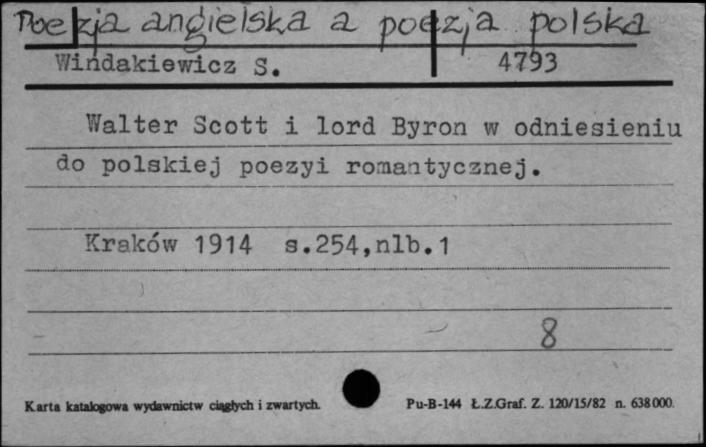 Poezja angielska a poezja polska
Windakiewicz S. 4793
Walter Scott i lord Byron w odniesieniu
do polskiej poezyi romantycznej.
Kraków 1914 s.254,nlb.1
8
Karta katalogowa wydawnictw ciągłych i zwartych. Pu-B-144 Ł.Z.Graf. Z. 120/15/82 n. 638000.